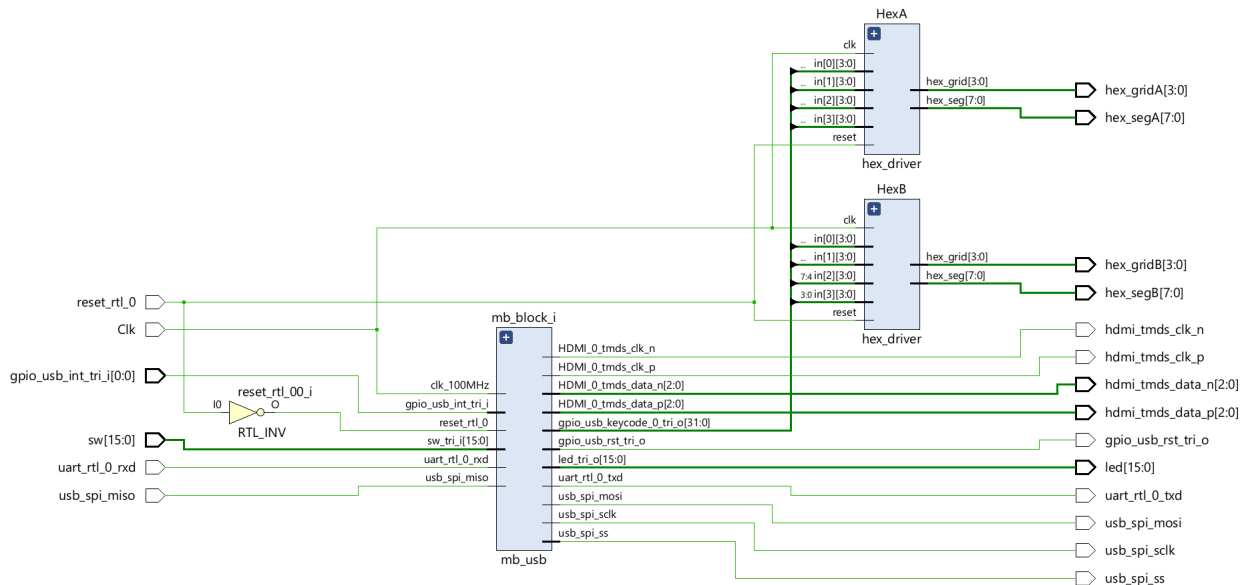 HexA
clk
... in[0][3:0]
... in[1][3:0]
... in[2][3:0]
... in[3][3:0]
reset
hex_grid[3:0]
hex_seg[7:0]
hex_driver
hex_gridA[3:0]
hex_segA[7:0]
HexB
clk
... in[0][3:0]
... in[1][3:0]
7:4 in[2][3:0]
3:0 in[3][3:0]
reset
hex_grid[3:0]
hex_seg[7:0]
hex_driver
hex_gridB[3:0]
hex_segB[7:0]
reset_rtl_0
Clk
gpio_usb_int_tri_i[0:0]
reset_rtl_00_i
I0
O
RTL_INV
sw[15:0]
uart_rtl_0_rxd
usb_spi_miso
mb_block_i
clk_100MHz
gpio_usb_int_tri_i
reset_rtl_0
sw_tri_i[15:0]
uart_rtl_0_rxd
usb_spi_miso
HDMI_0_tmds_clk_n
HDMI_0_tmds_clk_p
HDMI_0_tmds_data_n[2:0]
HDMI_0_tmds_data_p[2:0]
gpio_usb_keycode_0_tri_o[31:0]
gpio_usb_rst_tri_o
led_tri_o[15:0]
uart_rtl_0_txd
usb_spi_mosi
usb_spi_sclk
usb_spi_ss
mb_usb
hdmi_tmds_clk_n
hdmi_tmds_clk_p
hdmi_tmds_data_n[2:0]
hdmi_tmds_data_p[2:0]
gpio_usb_rst_tri_o
led[15:0]
uart_rtl_0_txd
usb_spi_mosi
usb_spi_sclk
usb_spi_ss